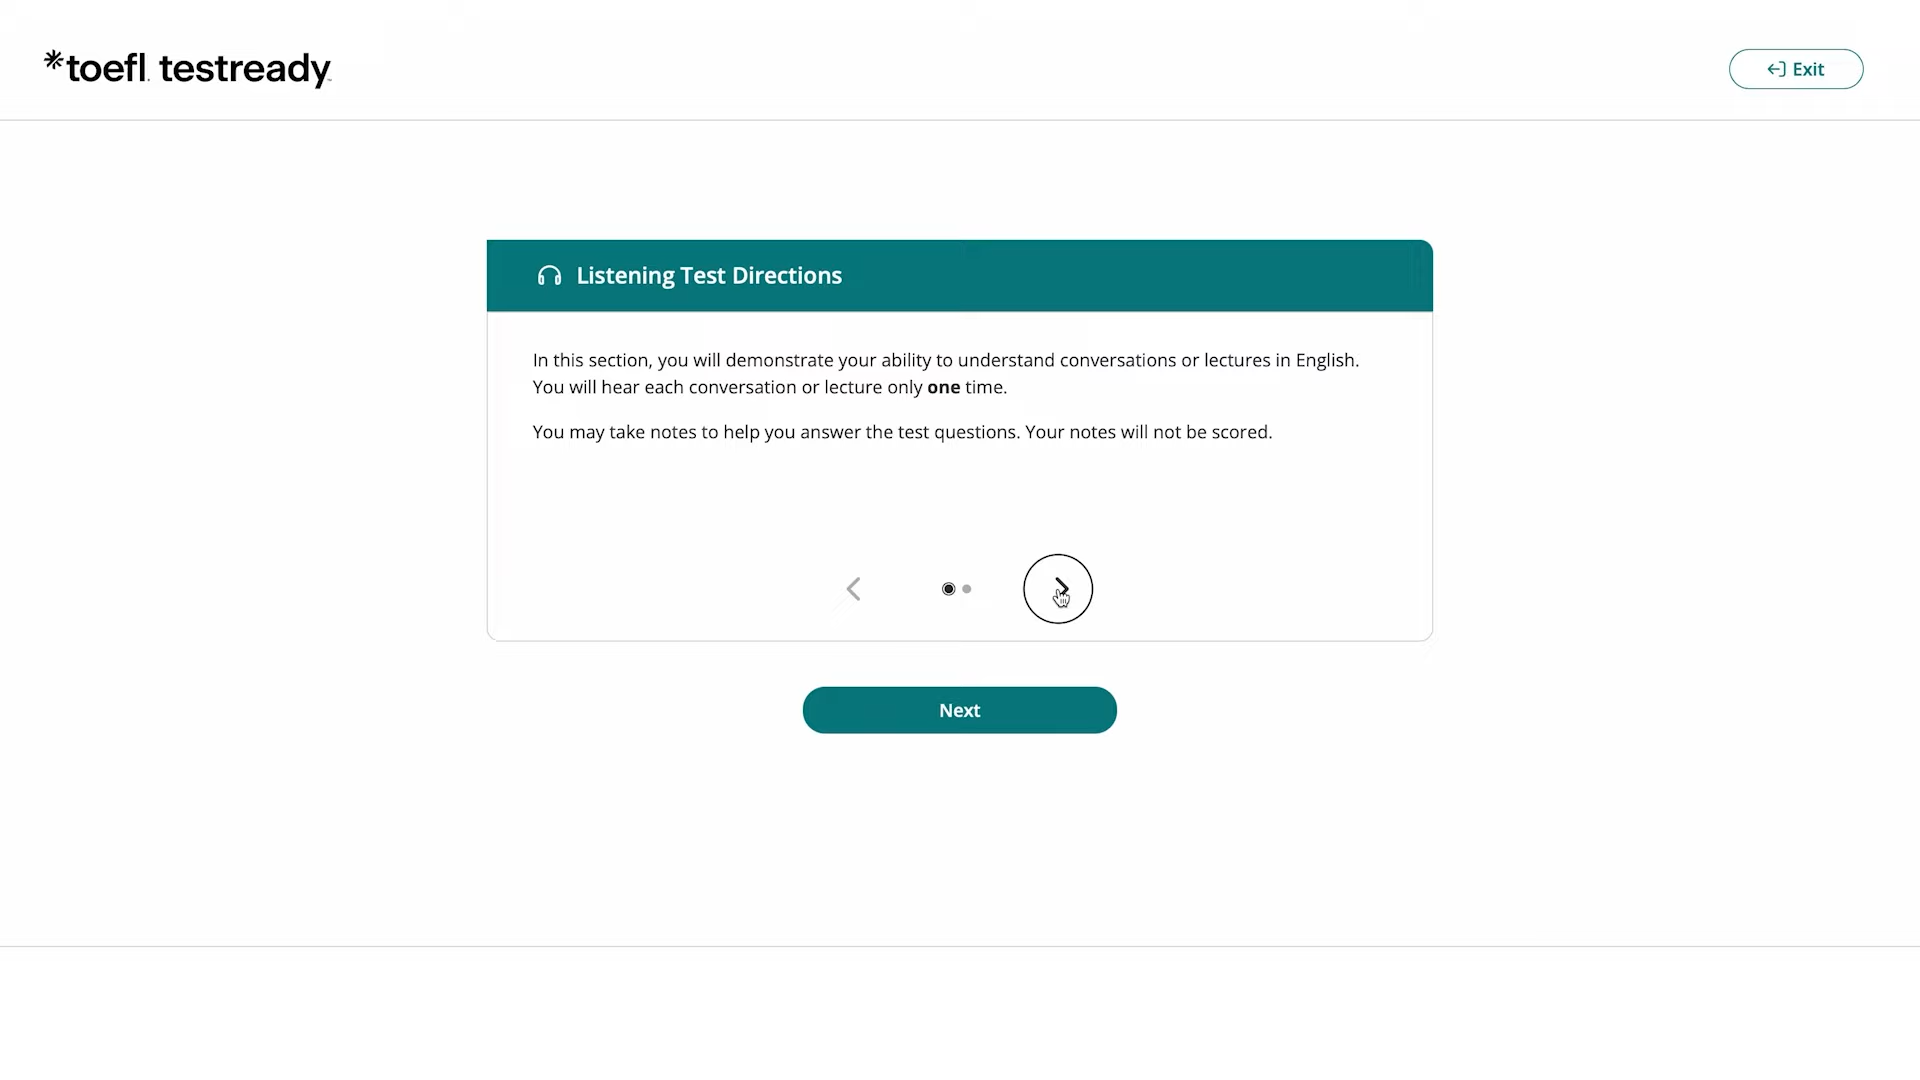 *toefl. testready
Exit
Listening Test Directions
In this section, you will demonstrate your ability to understand conversations or lectures in English.
You will hear each conversation or lecture only one time.
You may take notes to help you answer the test questions. Your notes will not be scored.
Next